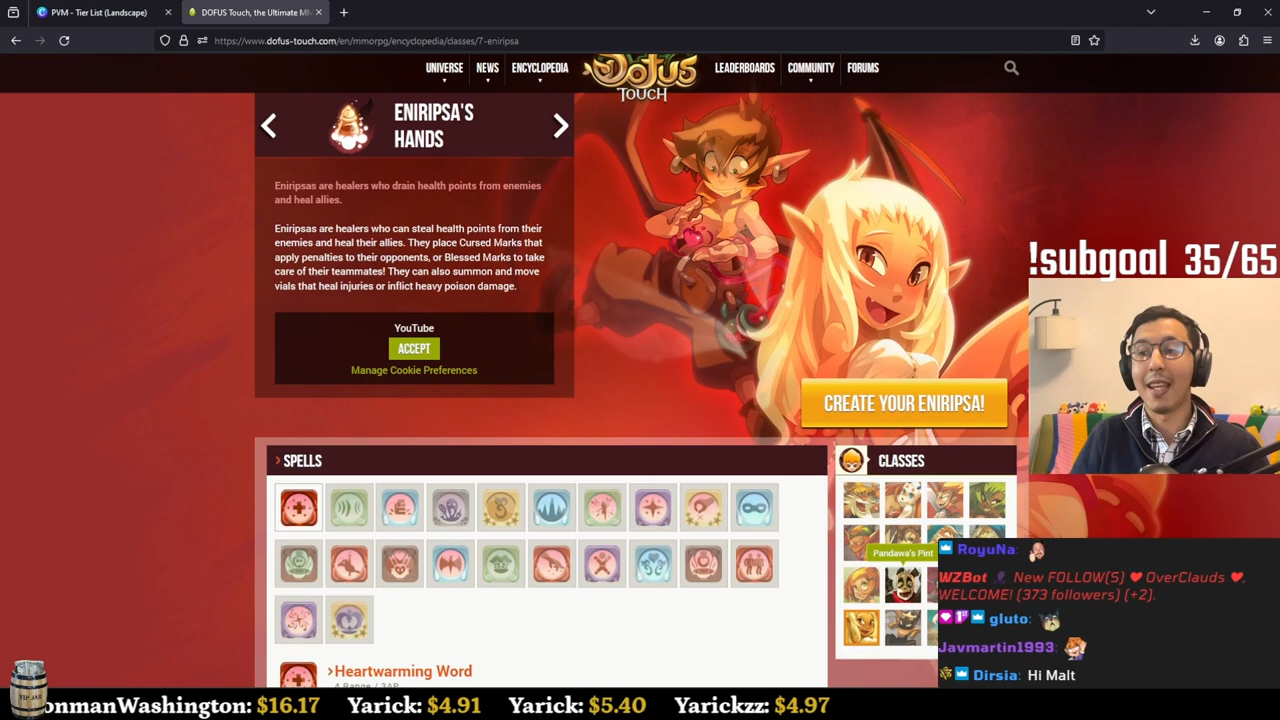 PVM - Tier List (Landscape)
DOFUS Touch, the Ultimate MM
https://www.dofus-touch.com/en/mmorpg/encyclopedia/classes/7-eniripsa
UNIVERSE
NEWS
ENCYCLOPEDIA
DOFUS
TOUCH
LEADERBOARDS
COMMUNITY
FORUMS
ENIRIPSA'S
HANDS
Eniripsas are healers who drain health points from enemies
and heal allies.
Eniripsas are healers who can steal health points from their
enemies and heal their allies. They place Cursed Marks that
apply penalties to their opponents, or Blessed Marks to take
care of their teammates! They can also summon and move
vials that heal injuries or inflict heavy poison damage.
YouTube
ACCEPT
Manage Cookie Preferences
CREATE YOUR ENIRIPSA!
!subgoal 35/65
SPELLS
CLASSES
Pandawa's Pint
Heartwarming Word
4 Range / 3AP
RoyuNa:
WZBot New FOLLOW(S) ♥ OverClauds ♥,
WELCOME! (373 followers) (+2).
gluto:
Javmartin1993:
Dirsia: Hi Malt
TIP JAR
onmanWashington: $16.17 Yarick: $4.91 Yarick: $5.40 Yarickzz: $4.97